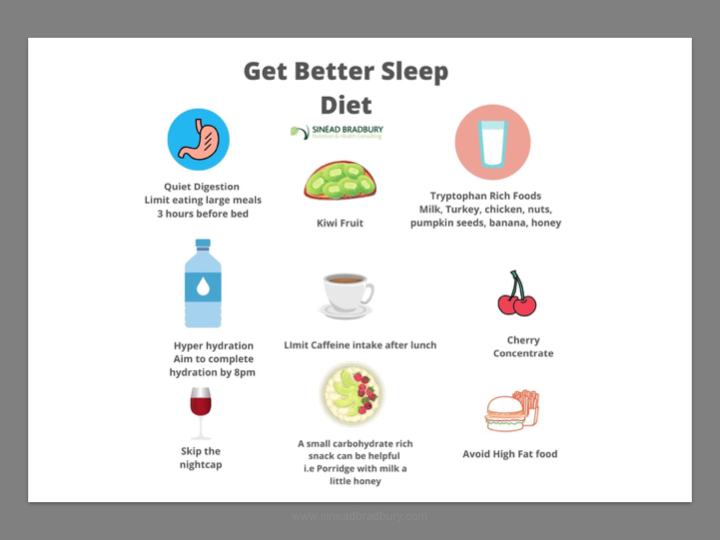 Get Better Sleep
Diet
SINÉAD BRADBURY
Nutrition & Health Consulting
Quiet Digestion
Limit eating large meals
3 hours before bed
Kiwi Fruit
Tryptophan Rich Foods
Milk, Turkey, chicken, nuts,
pumpkin seeds, banana, honey
Hyper hydration
Aim to complete
hydration by 8pm
LImit Caffeine intake after lunch
Cherry
Concentrate
Skip the
nightcap
A small carbohydrate rich
snack can be helpful
i.e Porridge with milk a
little honey
Avoid High Fat food
www.sineadbradbury.com